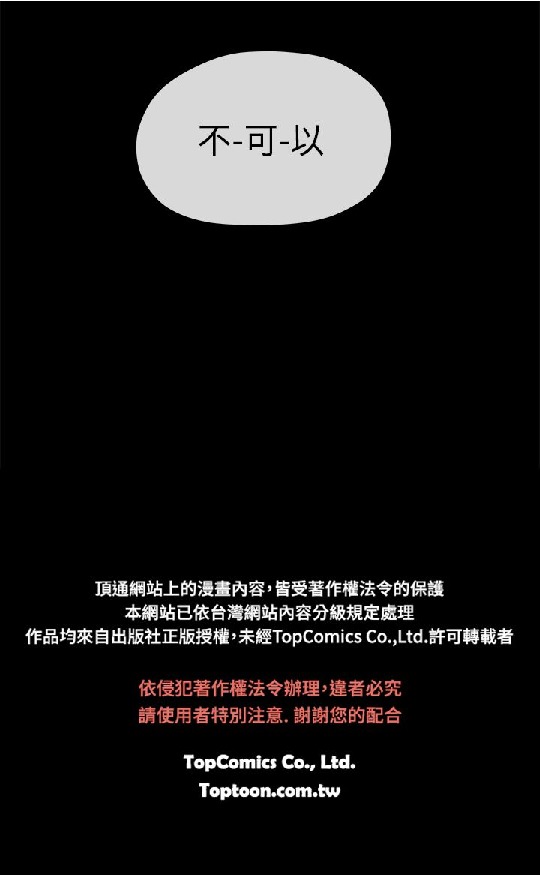 不-可-以
頂通網站上的漫畫內容，皆受著作權法令的保護
本網站已依台灣網站內容分級規定處理
作品均來自出版社正版授權，未經TopComics Co.,Ltd.許可轉載者
依侵犯著作權法令辦理，違者必究
請使用者特別注意. 謝謝您的配合
TopComics Co., Ltd.
Toptoon.com.tw